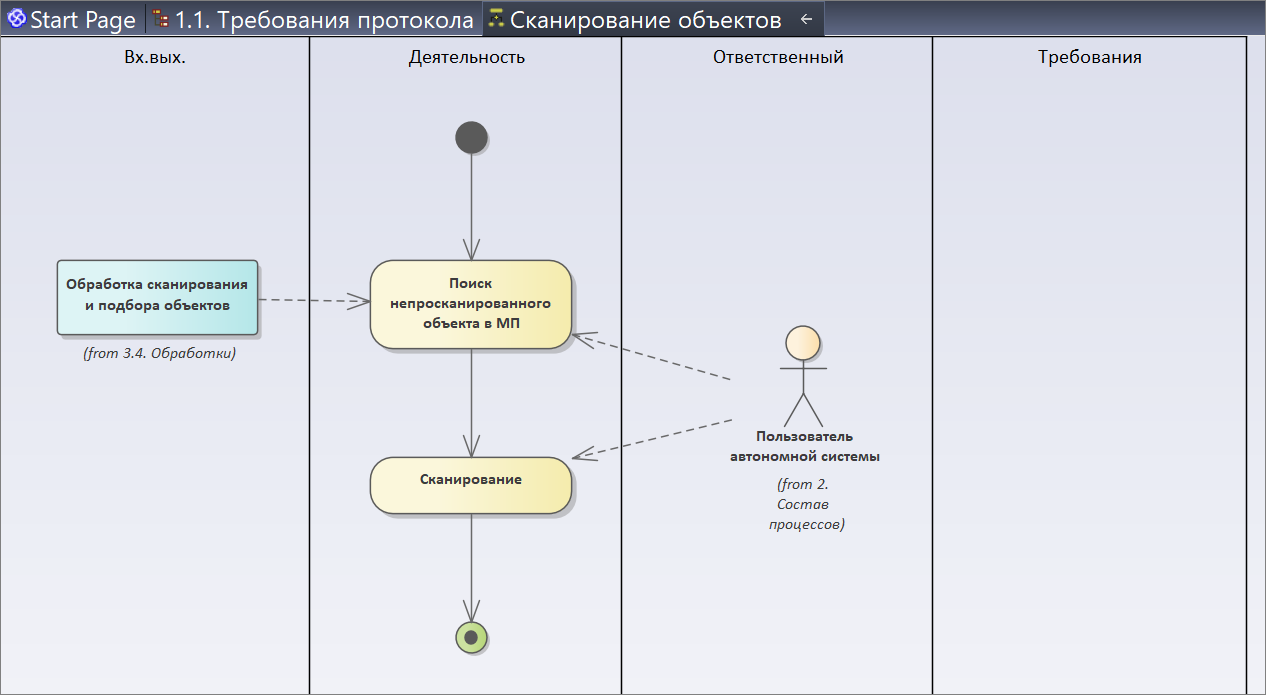 Start Page
1.1. Требования протокола
Сканирование объектов
Вх.вых.
Деятельность
Ответственный
Требования
Обработка сканирования
и подбора объектов
(from 3.4. Обработки)
Поиск
непросканированного
объекта в МП
Сканирование
Пользователь
автономной системы
(from 2.
Состав
процессов)